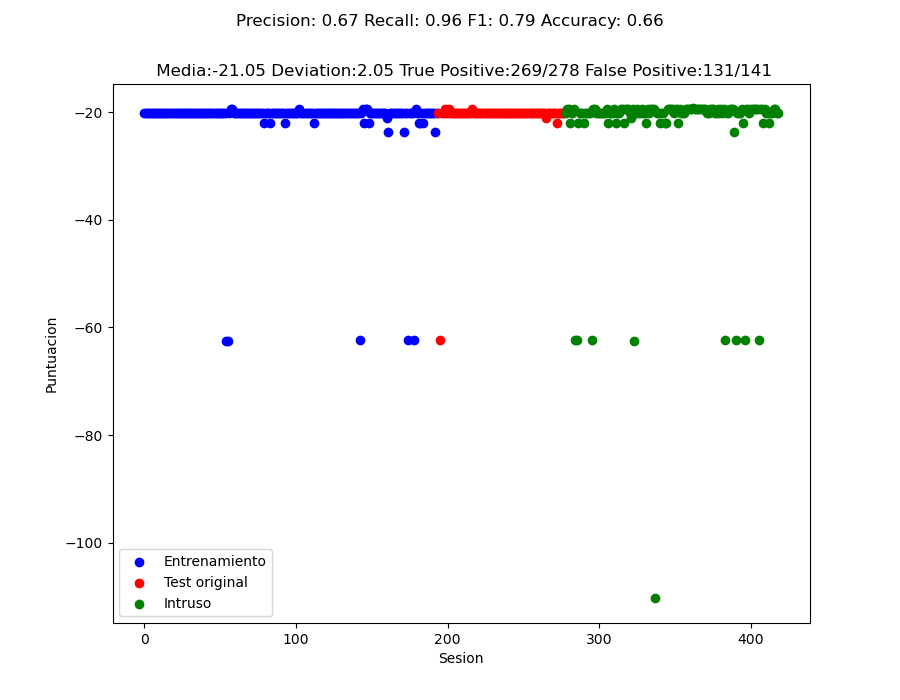 Precision: 0.67 Recall: 0.96 F1: 0.79 Accuracy: 0.66
Media:-21.05 Deviation:2.05 True Positive:269/278 False Positive:131/141
−20
−40
−60
−80
−100
Puntuacion
Entrenamiento
Test original
Intruso
0
100
200
300
400
Sesion